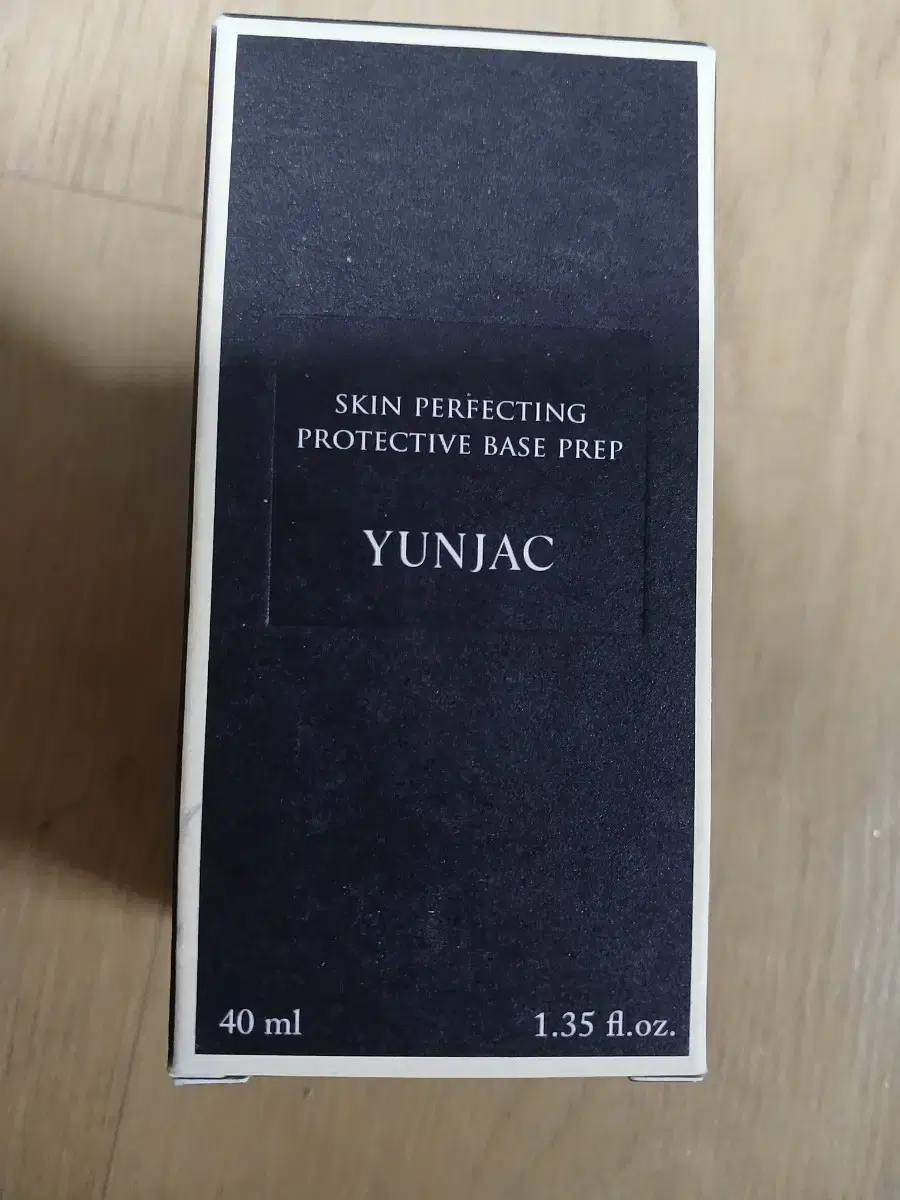 SKIN PERFECTING
PROTECTIVE BASE PREP
YUNJAC
40 ml 1.35 fl.oz.